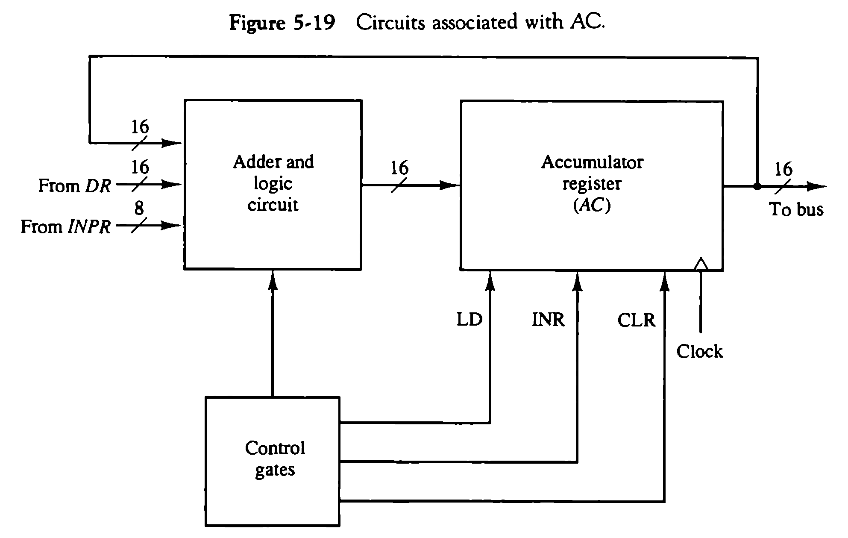 Figure 5-19 Circuits associated with AC.
16
16
From DR
8
From INPR
Adder and
logic
circuit
16
Accumulator
register
(AC)
16
To bus
LD
INR
CLR
Clock
Control
gates